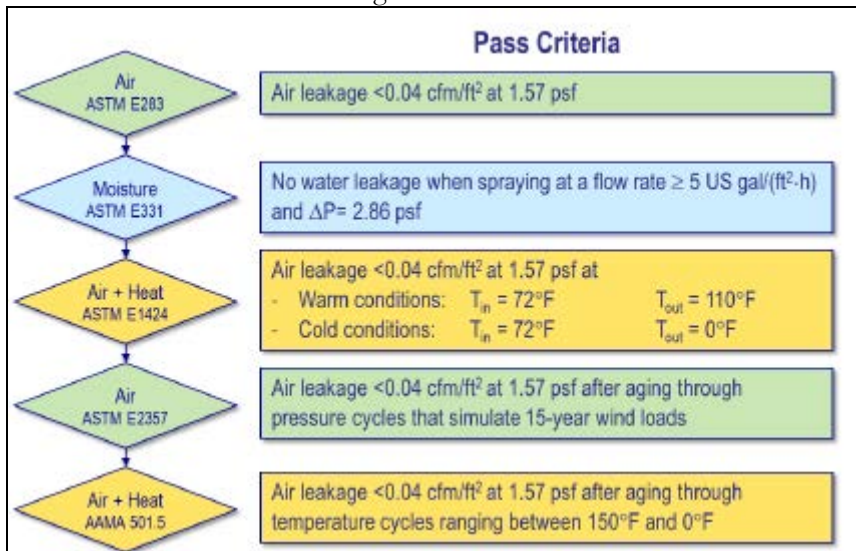 Pass Criteria
Air
ASTM E283
Air leakage <0.04 cfm/ft² at 1.57 psf
Moisture
ASTM E331
No water leakage when spraying at a flow rate ≥ 5 US gal/(ft²·h)
and ΔP= 2.86 psf
Air + Heat
ASTM E1424
Air leakage <0.04 cfm/ft² at 1.57 psf at
- Warm conditions: Tin = 72°F Tout = 110°F
- Cold conditions: Tin = 72°F Tout = 0°F
Air
ASTM E2357
Air leakage <0.04 cfm/ft² at 1.57 psf after aging through
pressure cycles that simulate 15-year wind loads
Air + Heat
AAMA 501.5
Air leakage <0.04 cfm/ft² at 1.57 psf after aging through
temperature cycles ranging between 150°F and 0°F